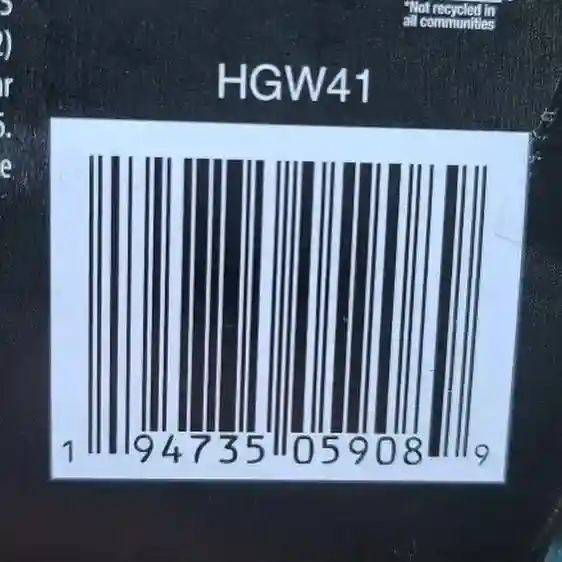 *Not recycled in
all communities
HGW41
1 94735 05908 9